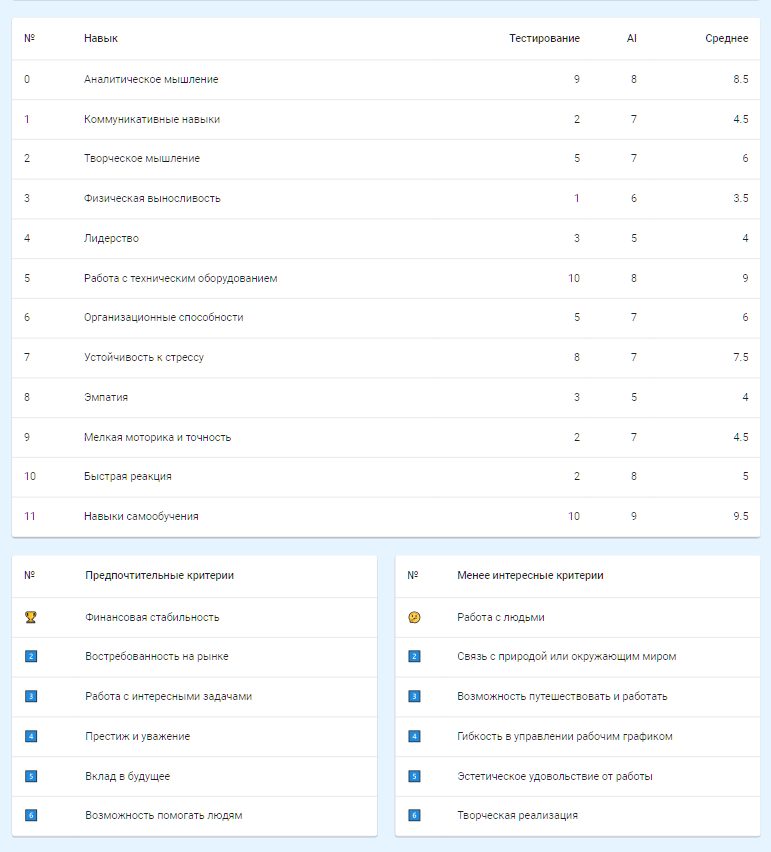 № Навык Тестирование AI Среднее
0 Аналитическое мышление 9 8 8.5
1 Коммуникативные навыки 2 7 4.5
2 Творческое мышление 5 7 6
3 Физическая выносливость 1 6 3.5
4 Лидерство 3 5 4
5 Работа с техническим оборудованием 10 8 9
6 Организационные способности 5 7 6
7 Устойчивость к стрессу 8 7 7.5
8 Эмпатия 3 5 4
9 Мелкая моторика и точность 2 7 4.5
10 Быстрая реакция 2 8 5
11 Навыки самообучения 10 9 9.5
№ Предпочтительные критерии
Финансовая стабильность
2 Востребованность на рынке
3 Работа с интересными задачами
4 Престиж и уважение
5 Вклад в будущее
6 Возможность помогать людям
№ Менее интересные критерии
Работа с людьми
2 Связь с природой или окружающим миром
3 Возможность путешествовать и работать
4 Гибкость в управлении рабочим графиком
5 Эстетическое удовольствие от работы
6 Творческая реализация